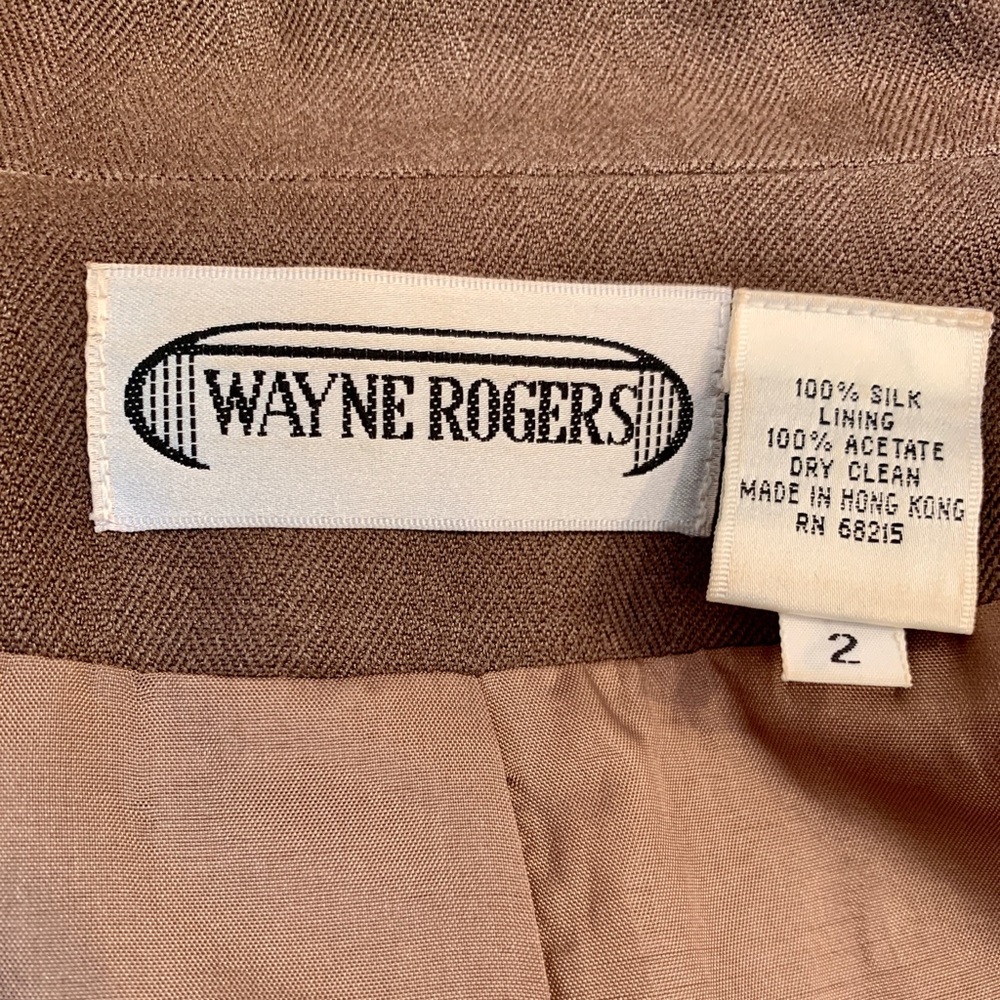 WAYNE ROGERS
100% SILK
LINING
100% ACETATE
DRY CLEAN
MADE IN HONG KONG
RN 68215
2